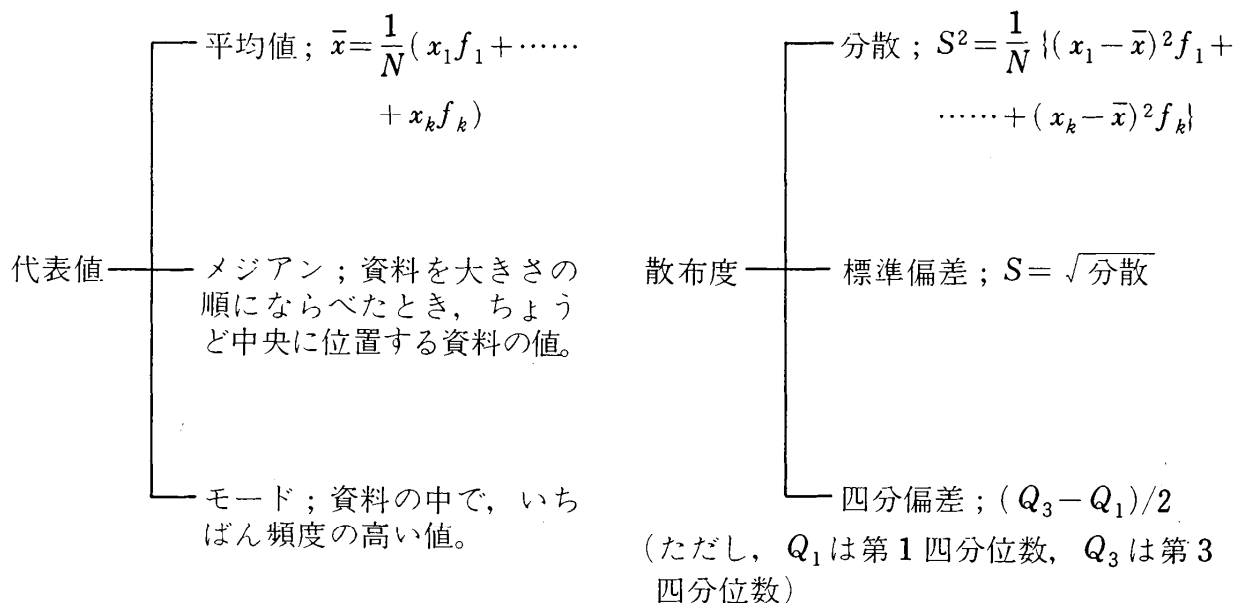 平均値；x̄=1/N(x₁f₁+……
+xₖfₖ)
代表値
メジアン；資料を大きさの
順にならべたとき，ちょう
ど中央に位置する資料の値。
モード；資料の中で，いち
ばん頻度の高い値。
分散；S²=1/N{(x₁−x̄)²f₁+
……+(xₖ−x̄)²fₖ}
散布度
標準偏差；S=√分散
四分偏差；(Q₃−Q₁)/2
(ただし，Q₁は第1四分位数，Q₃は第3
四分位数)